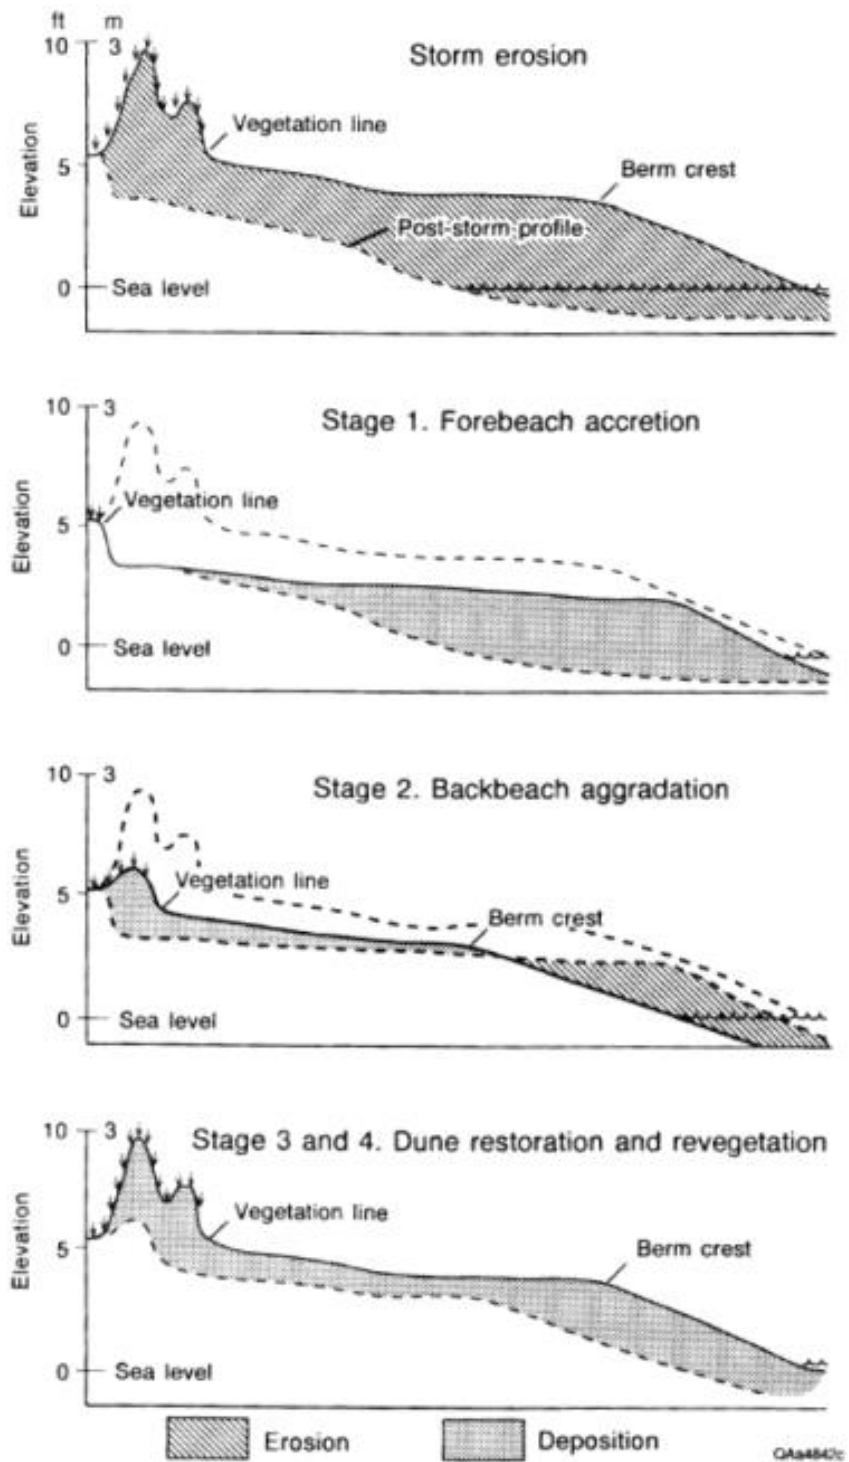 ft m
10 3
Storm erosion
Vegetation line
5
Berm crest
Elevation
Post-storm profile
0 Sea level
10 3
Stage 1. Forebeach accretion
Vegetation line
5
Elevation
0 Sea level
10 3
Stage 2. Backbeach aggradation
Vegetation line
5
Berm crest
Elevation
0 Sea level
10 3
Stage 3 and 4. Dune restoration and revegetation
Vegetation line
5
Berm crest
Elevation
0 Sea level
Erosion Deposition
QAa4842c